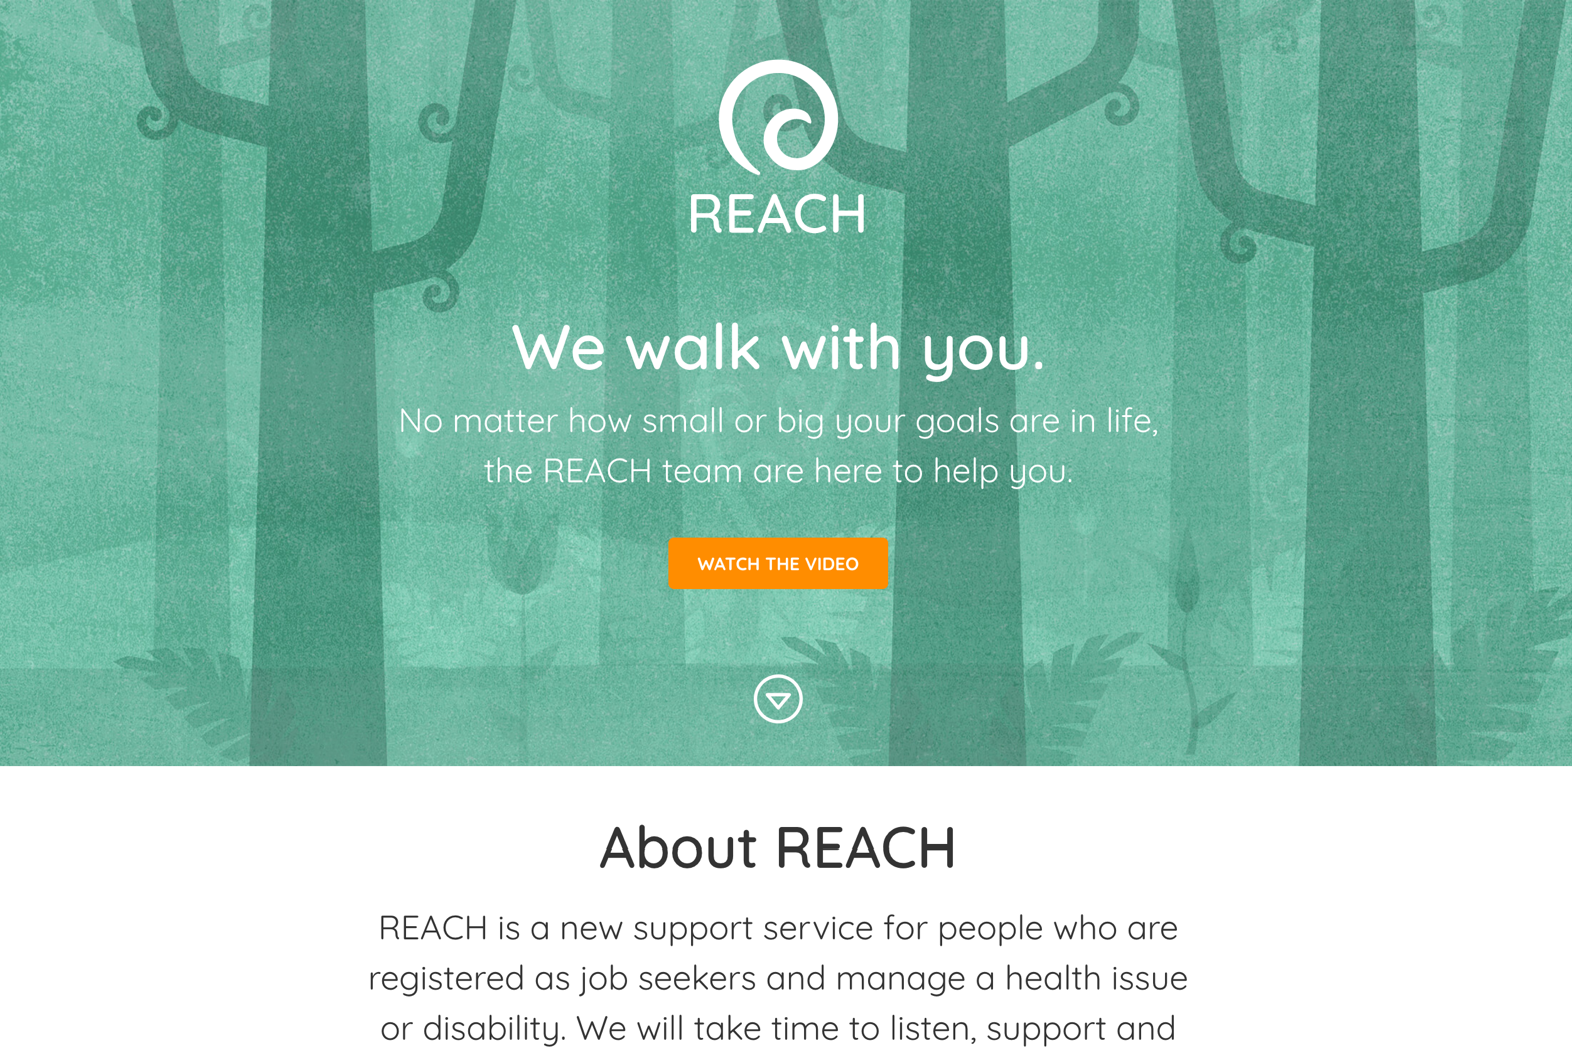 REACH
We walk with you.
No matter how small or big your goals are in life,
the REACH team are here to help you.
WATCH THE VIDEO
About REACH
REACH is a new support service for people who are
registered as job seekers and manage a health issue
or disability. We will take time to listen, support and